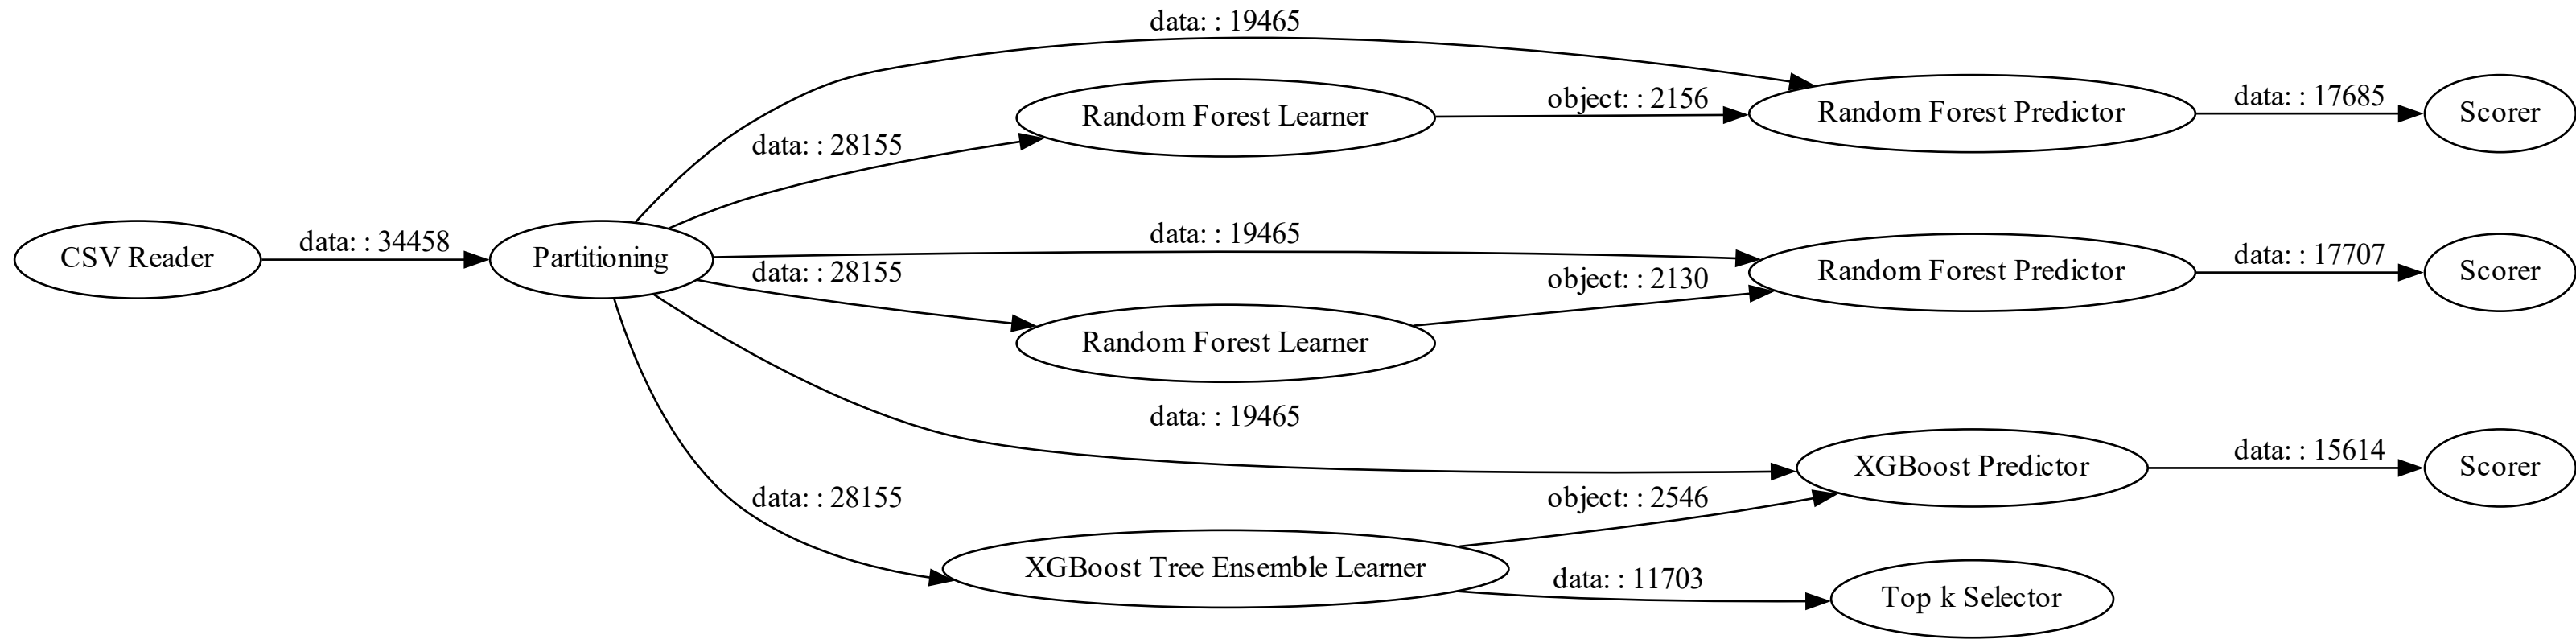 data: : 19465
Random Forest Learner
object: : 2156
Random Forest Predictor
data: : 17685
Scorer
data: : 28155
CSV Reader
data: : 34458
Partitioning
data: : 19465
data: : 28155
Random Forest Learner
object: : 2130
Random Forest Predictor
data: : 17707
Scorer
data: : 19465
XGBoost Predictor
data: : 15614
Scorer
data: : 28155
object: : 2546
XGBoost Tree Ensemble Learner
data: : 11703
Top k Selector